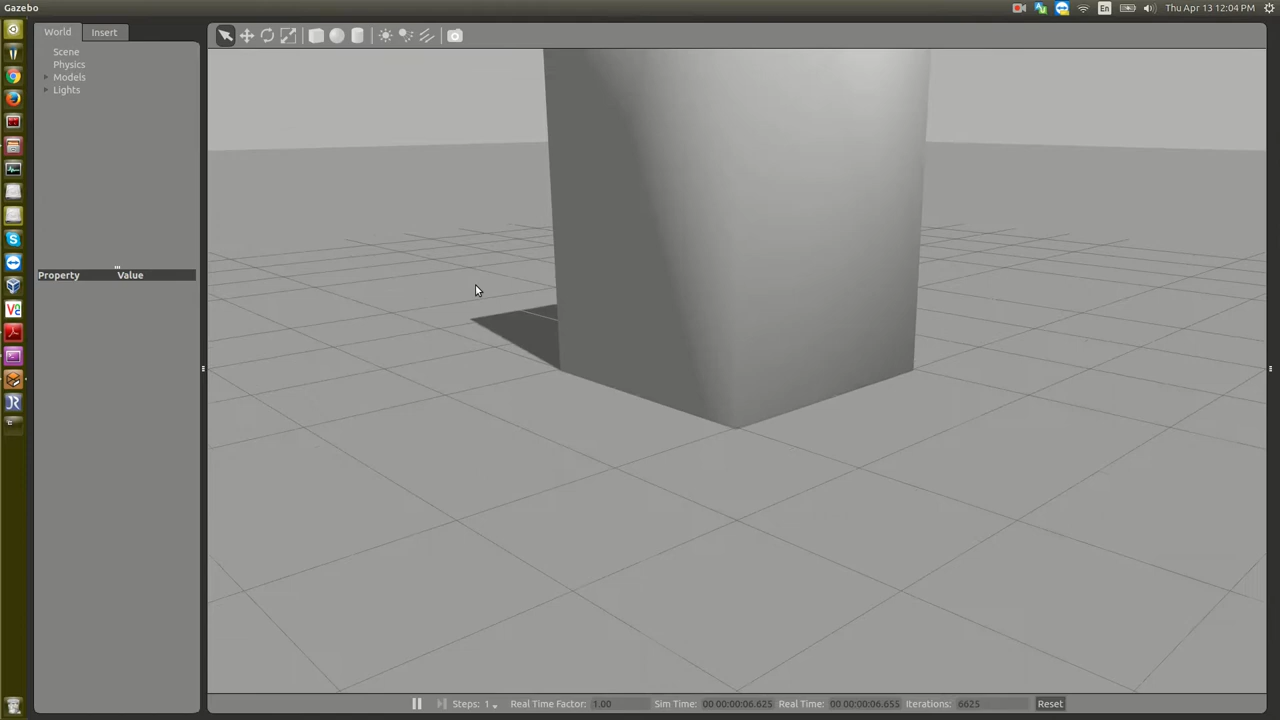 Gazebo
En
Thu Apr 13 12:04 PM
World
Insert
Scene
Physics
Models
Lights
Property
Value
Steps: 1
Real Time Factor: 1.00
Sim Time: 00 00:00:06.625
Real Time: 00 00:00:06.655
Iterations: 6625
Reset